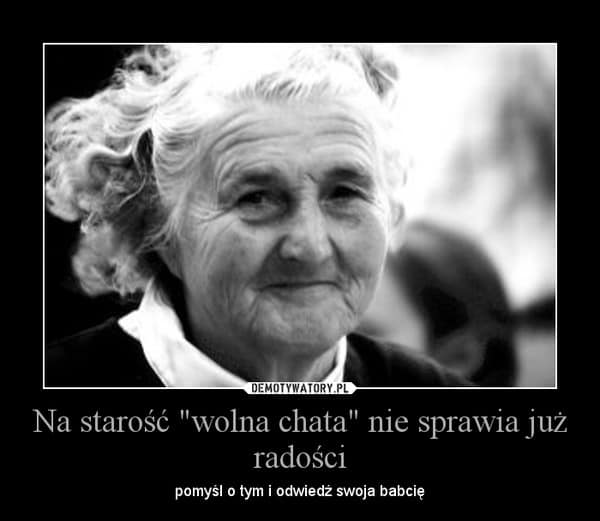 DEMOTYWATORY.PL
Na starość "wolna chata" nie sprawia już
radości
pomyśl o tym i odwiedź swoja babcię